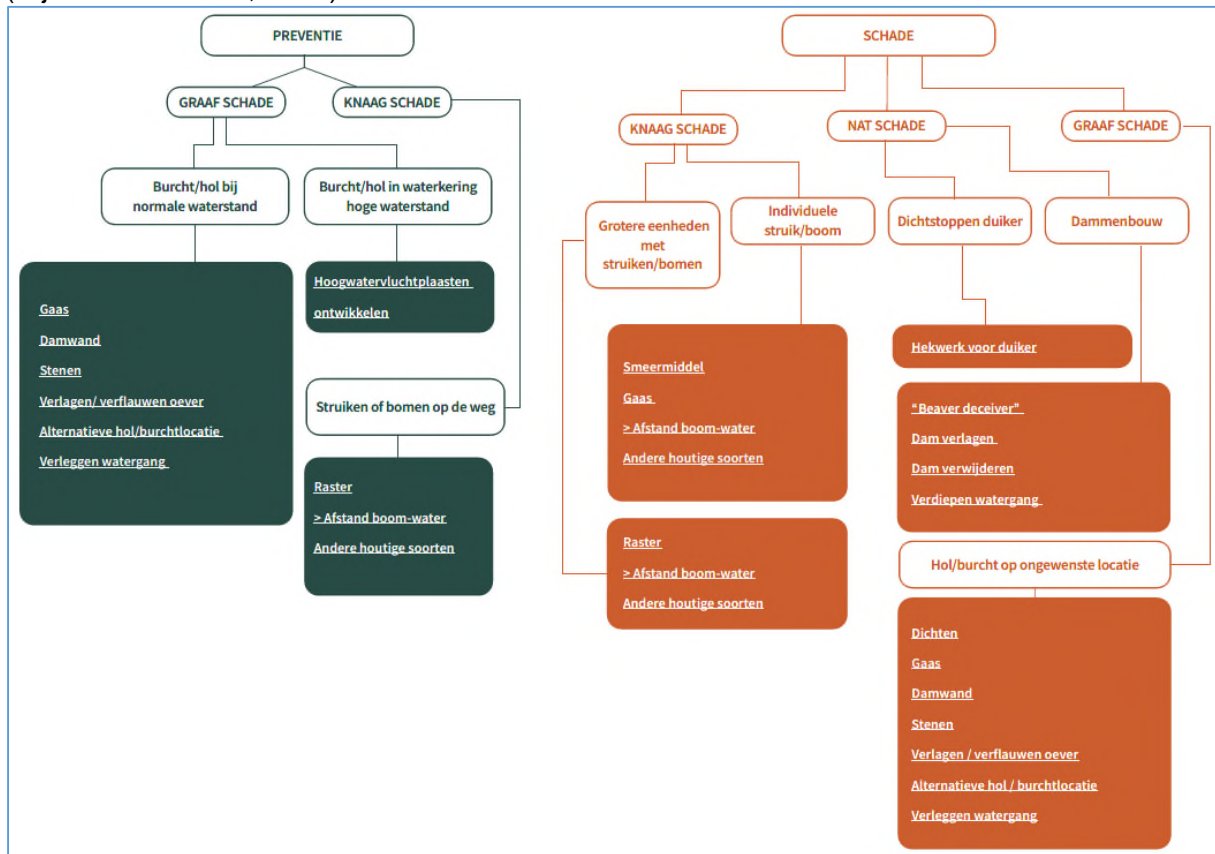 PREVENTIE
GRAAF SCHADE
KNAAG SCHADE
Burcht/hol bij
normale waterstand
Burcht/hol in waterkering
hoge waterstand
Gaas
Damwand
Stenen
Verlagen/ verflauwen oever
Alternatieve hol/burchtlocatie
Verleggen watergang
Hoogwatervluchtplaasten
ontwikkelen
Struiken of bomen op de weg
Raster
> Afstand boom-water
Andere houtige soorten
SCHADE
KNAAG SCHADE
NAT SCHADE
GRAAF SCHADE
Grotere eenheden
met
struiken/bomen
Individuele
struik/boom
Dichtstoppen duiker
Dammenbouw
Smeermiddel
Gaas
> Afstand boom-water
Andere houtige soorten
Raster
> Afstand boom-water
Andere houtige soorten
Hekwerk voor duiker
“Beaver deceiver”
Dam verlagen
Dam verwijderen
Verdiepen watergang
Hol/burcht op ongewenste locatie
Dichten
Gaas
Damwand
Stenen
Verlagen / verflauwen oever
Alternatieve hol / burchtlocatie
Verleggen watergang